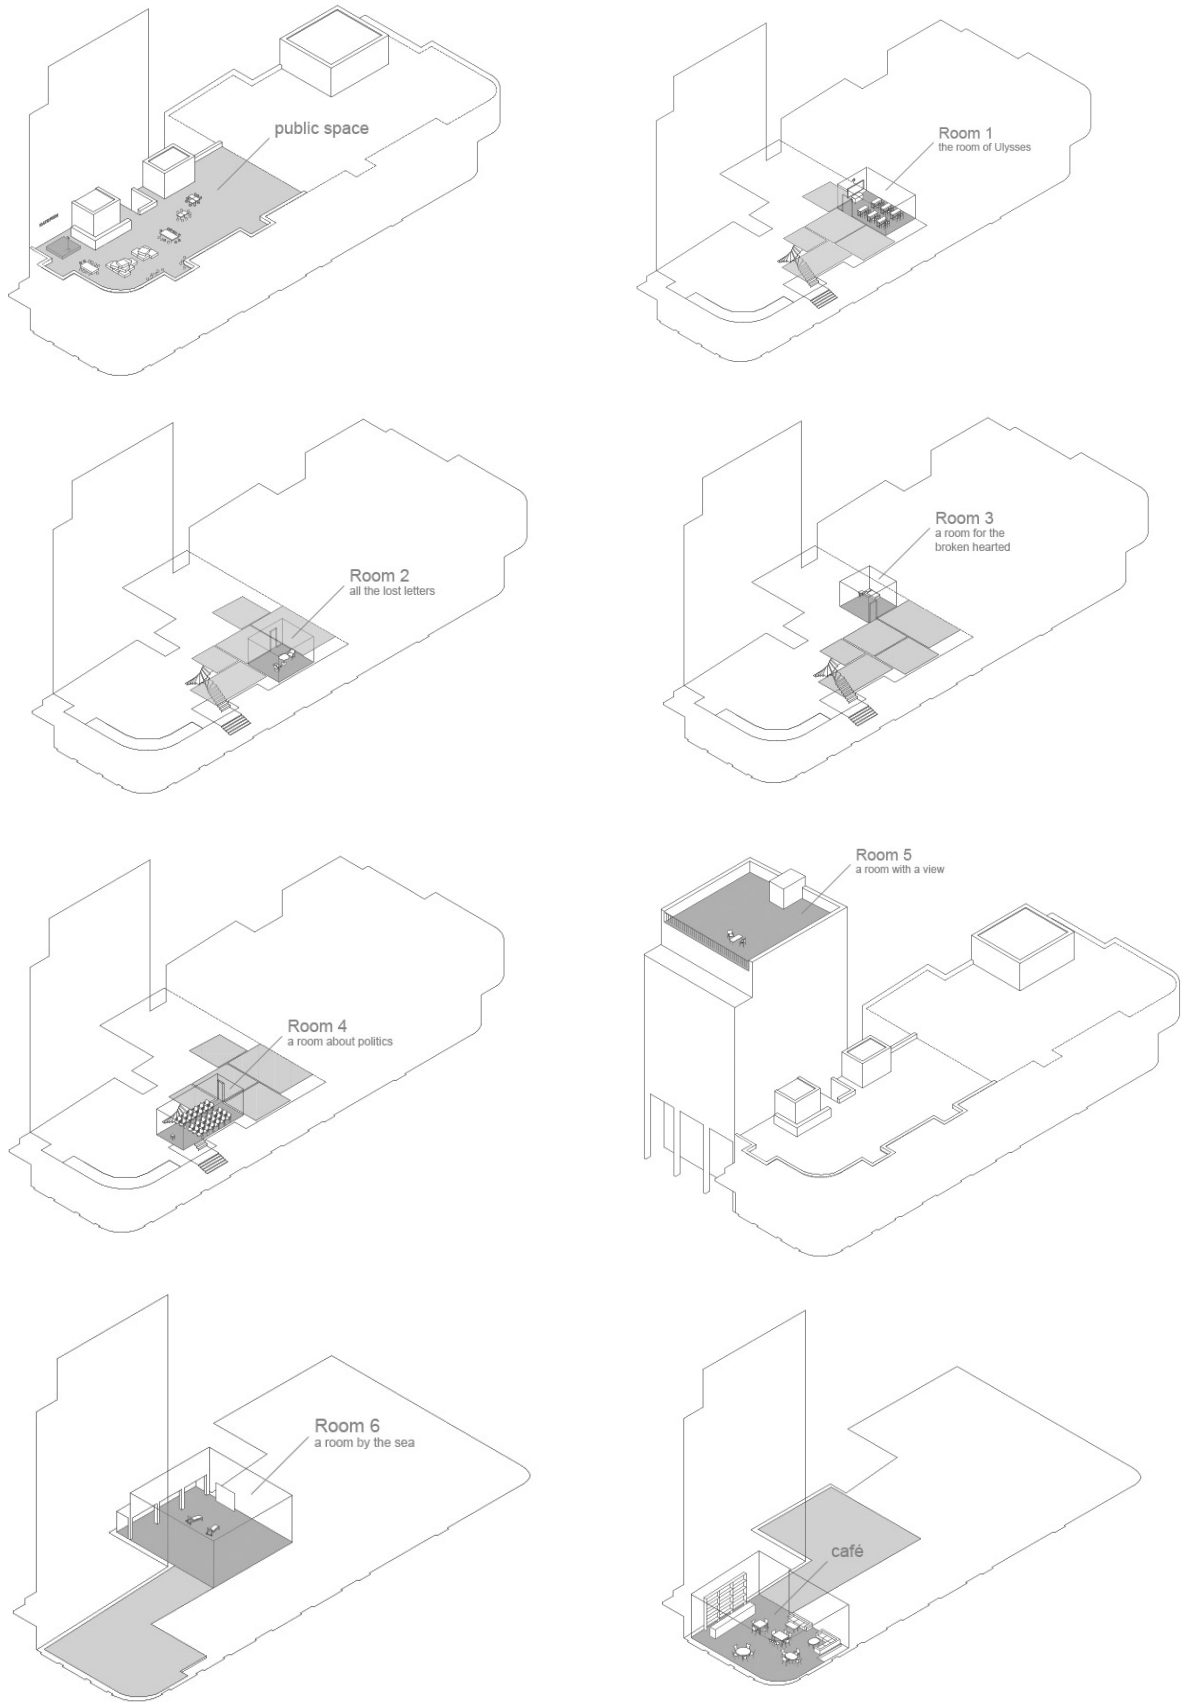 public space
Room 1
the room of Ulysses
Room 2
all the lost letters
Room 3
a room for the
broken hearted
Room 4
a room about politics
Room 5
a room with a view
Room 6
a room by the sea
café